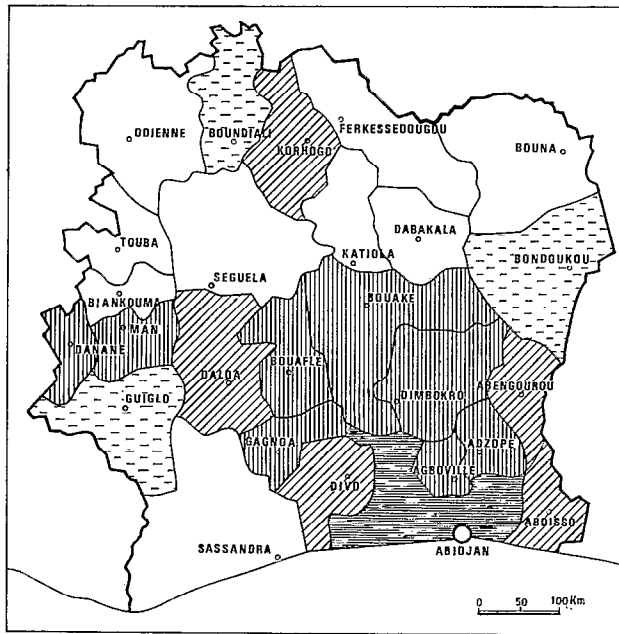 ODJENNE
BOUNDIALI
KORHOGO
FERKESSEDOUGOU
BOUNA
TOUBA
SEGUELA
KATIOLA
DABAKALA
BONDOUKOU
BIANKOUMA
MAN
DANANE
BOUAKE
DALOA
BOUAFLE
DIMBOKRO
ABENGOUROU
GUIGLO
GAGNOA
ADZOPE
AGBOVILLE
DIVO
ABOISSO
SASSANDRA
ABIDJAN
0 50 100 Km